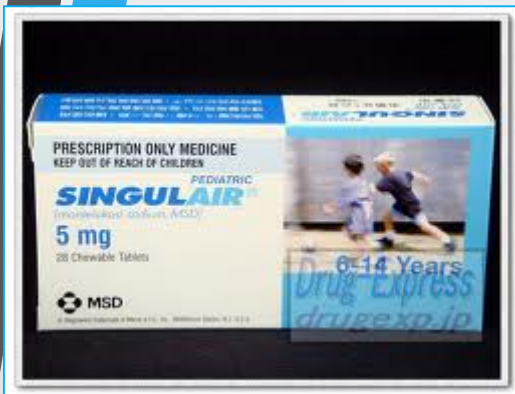 PRESCRIPTION ONLY MEDICINE
KEEP OUT OF REACH OF CHILDREN
PEDIATRIC
SINGULAIR®
(montelukast sodium, MSD)
5 mg
28 Chewable Tablets
MSD
6-14 Years
Drug Express
drugexp.jp
SINGULAIR